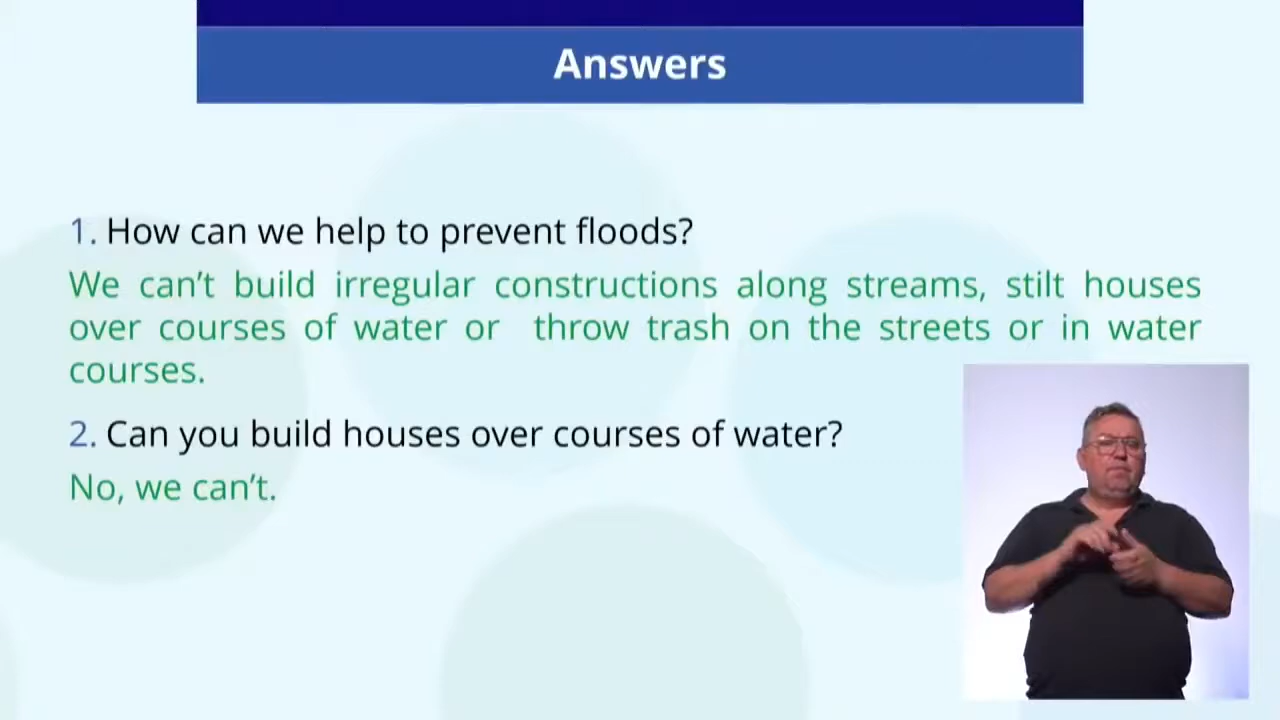 Answers
1. How can we help to prevent floods?
We can't build irregular constructions along streams, stilt houses
over courses of water or throw trash on the streets or in water
courses.
2. Can you build houses over courses of water?
No, we can't.